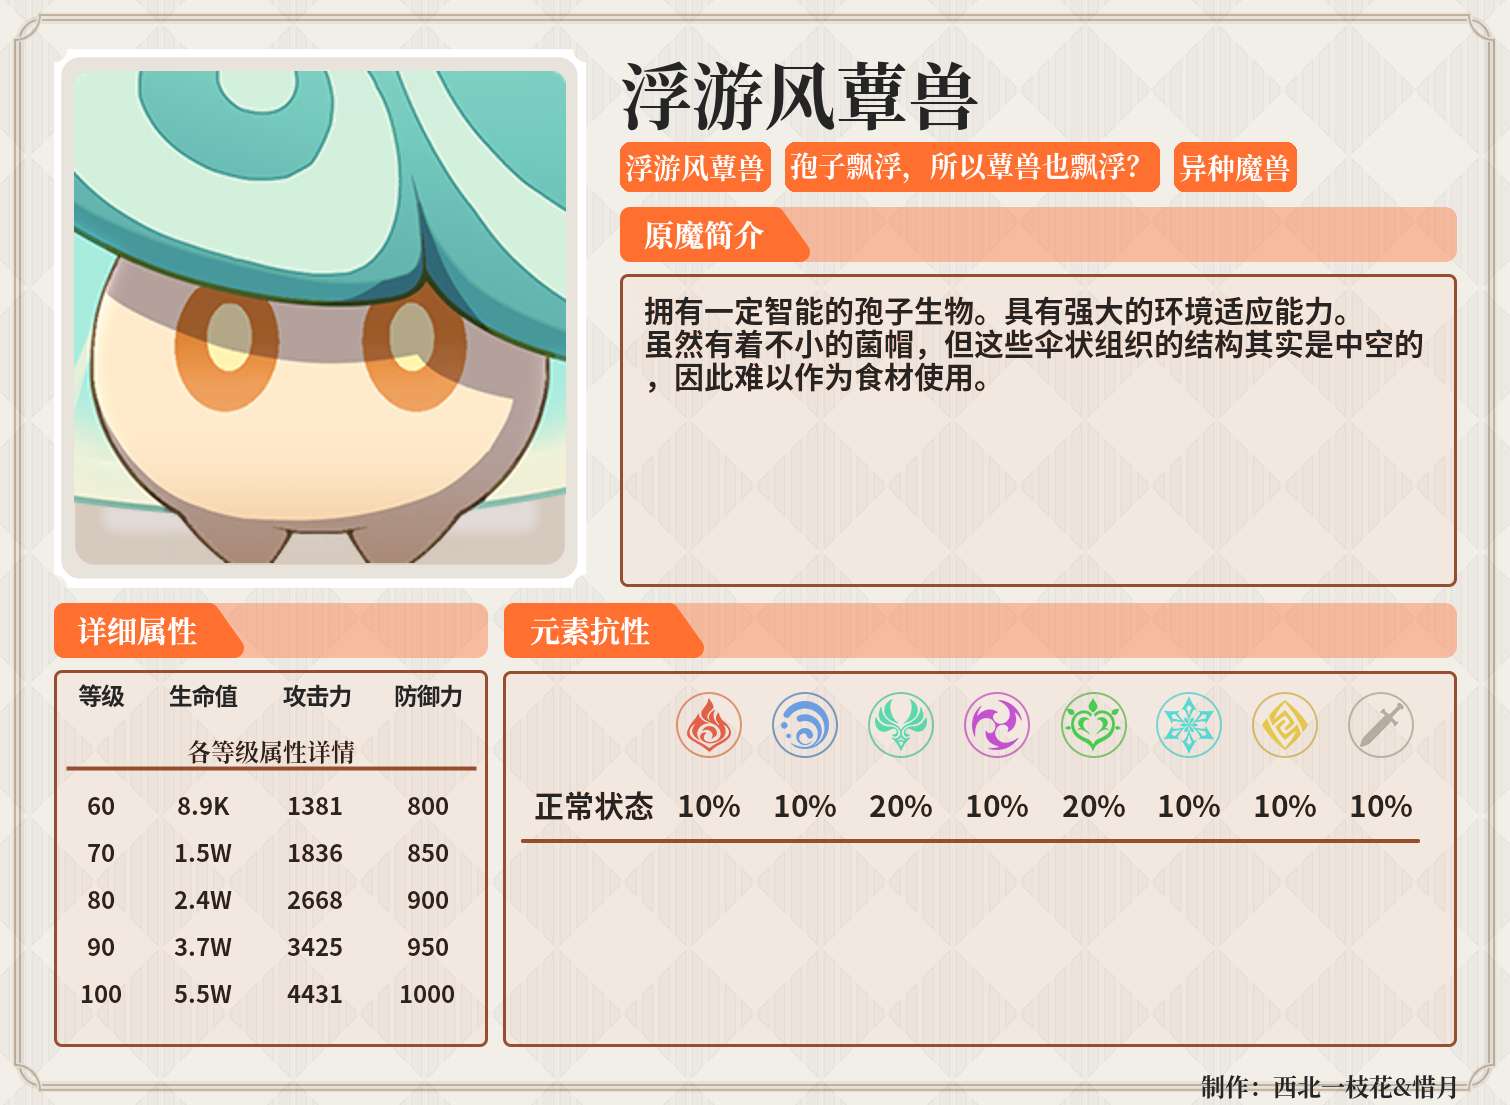 浮游风蕈兽
浮游风蕈兽 孢子飘浮，所以蕈兽也飘浮？ 异种魔兽
原魔简介
拥有一定智能的孢子生物。具有强大的环境适应能力。
虽然有着不小的菌帽，但这些伞状组织的结构其实是中空的
，因此难以作为食材使用。
详细属性
等级 生命值 攻击力 防御力
各等级属性详情
60 8.9K 1381 800
70 1.5W 1836 850
80 2.4W 2668 900
90 3.7W 3425 950
100 5.5W 4431 1000
元素抗性
正常状态 10% 10% 20% 10% 20% 10% 10% 10%
制作：西北一枝花&惜月